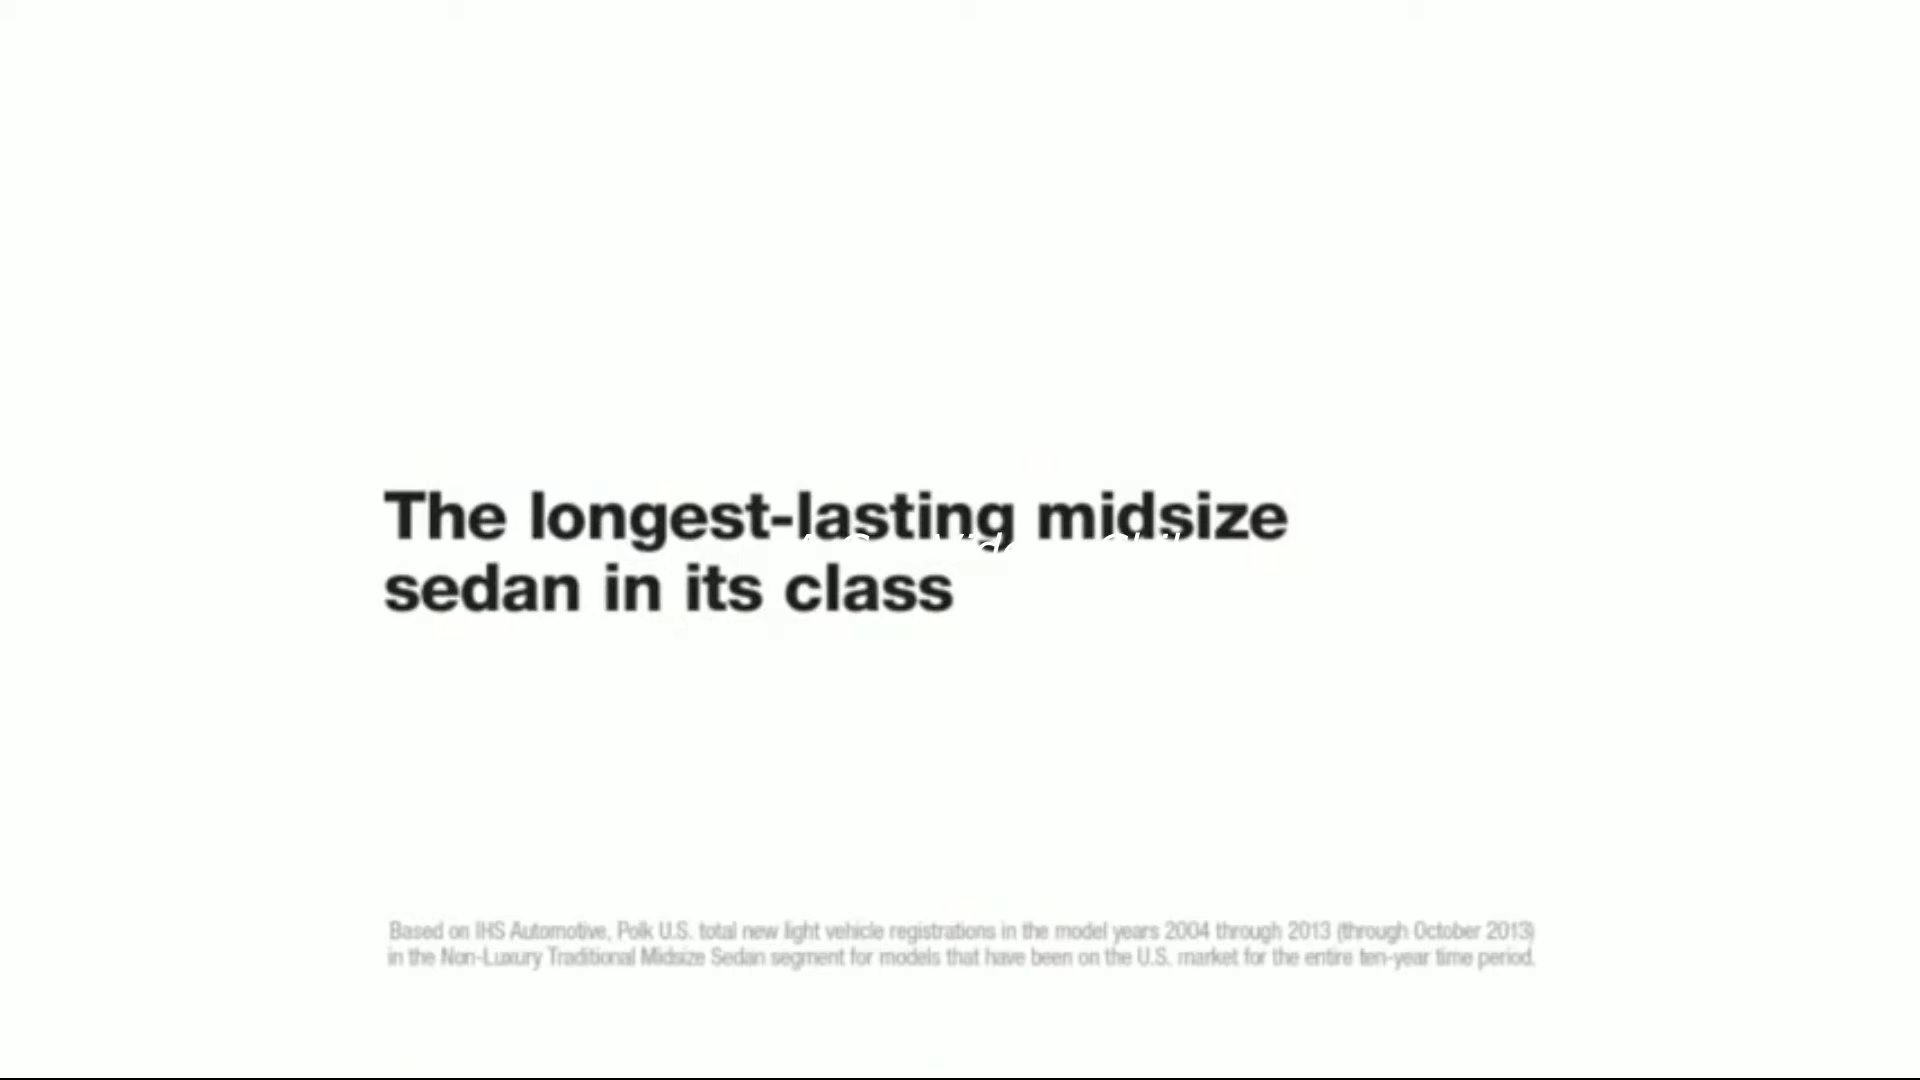 The longest-lasting midsize
sedan in its class
Based on IHS Automotive, Polk U.S. total new light vehicle registrations in the model years 2004 through 2013 (through October 2013)
in the Non-Luxury Traditional Midsize Sedan segment for models that have been on the U.S. market for the entire ten-year time period.